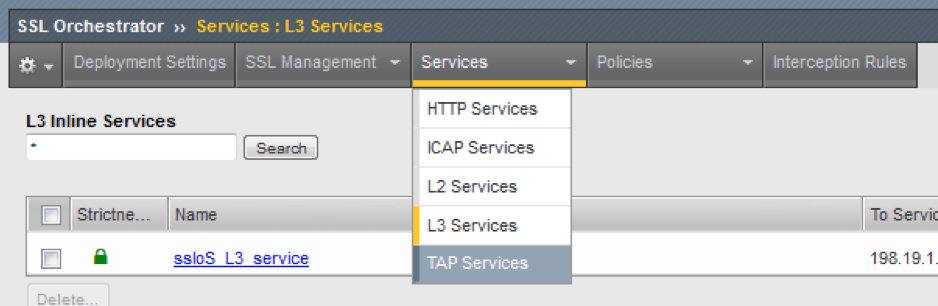 SSL Orchestrator ›› Services : L3 Services
Deployment Settings SSL Management Services Policies Interception Rules
HTTP Services
L3 Inline Services
* Search
ICAP Services
L2 Services
Strictne... Name To Servic
L3 Services
ssloS_L3_service 198.19.1.
TAP Services
Delete...